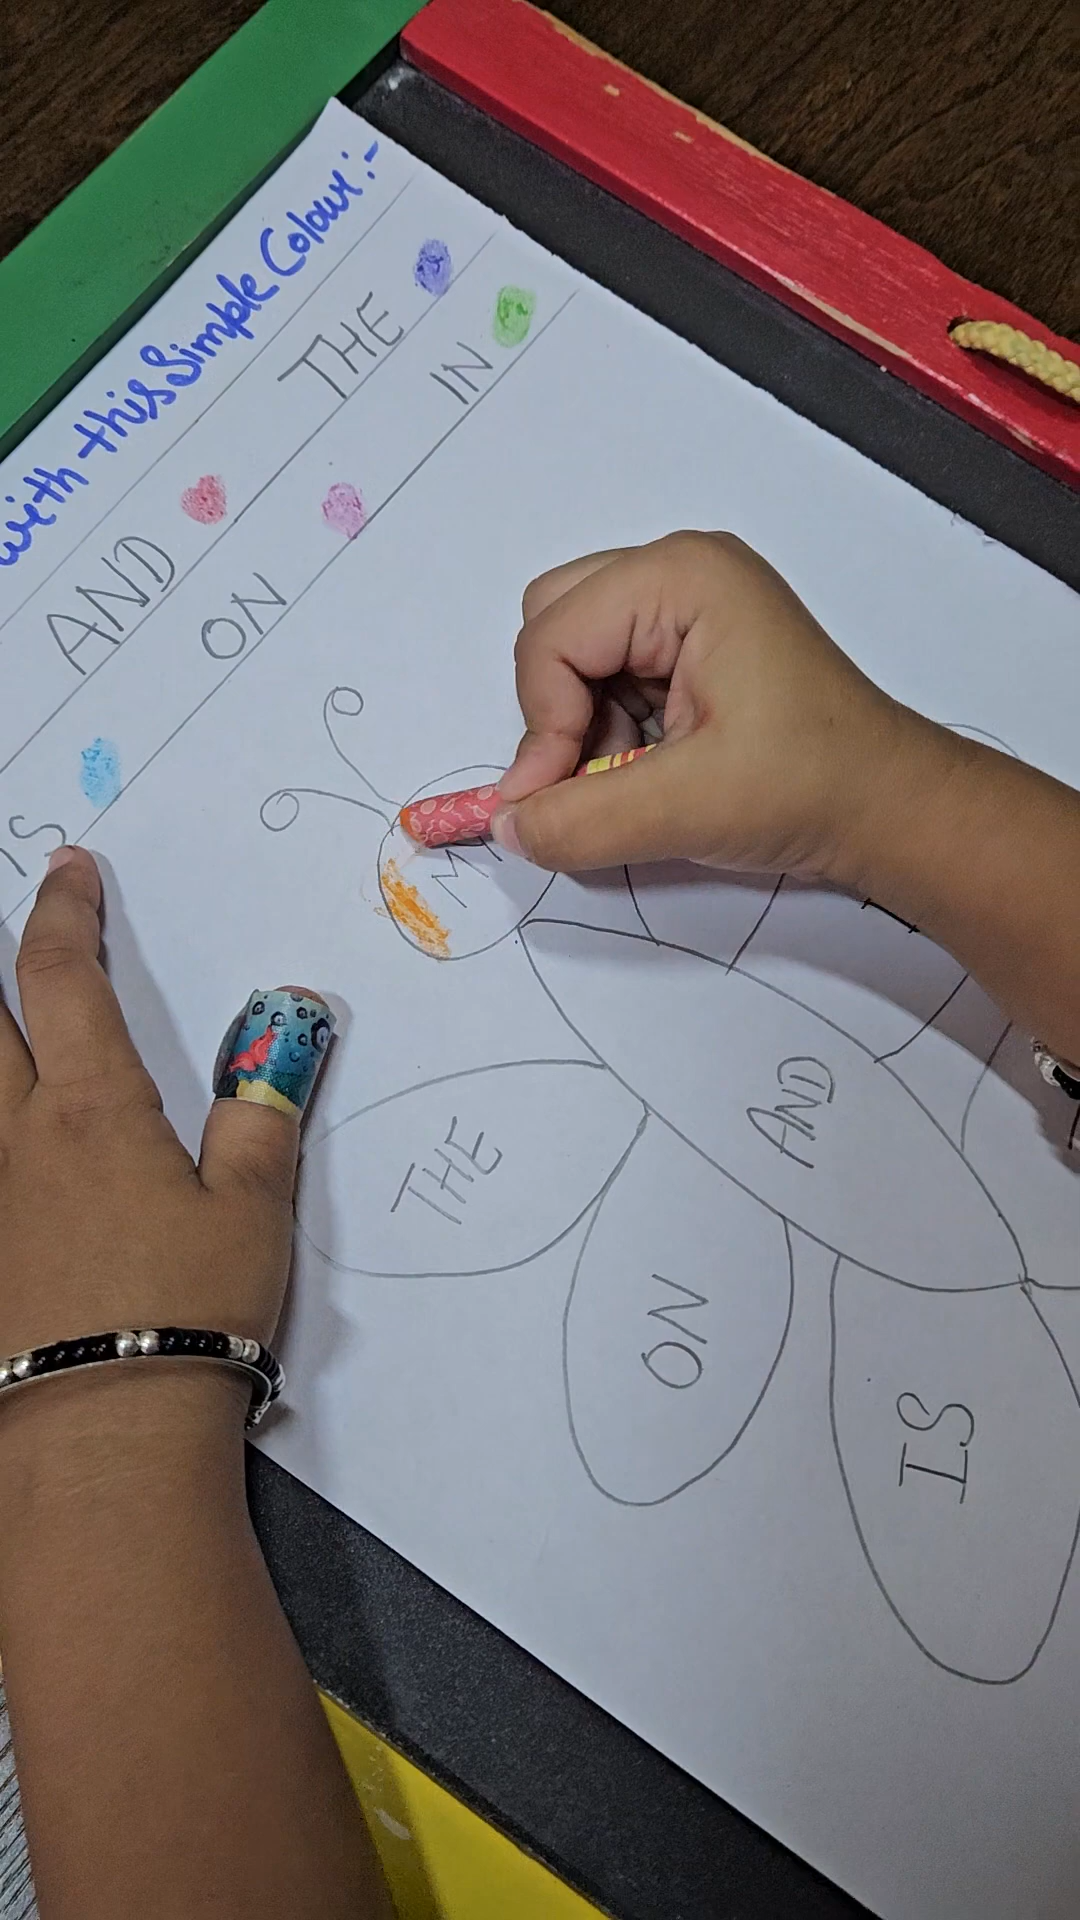 with this Simple Colour:-
AND THE
IS ON IN
THE
ON
AND
IS